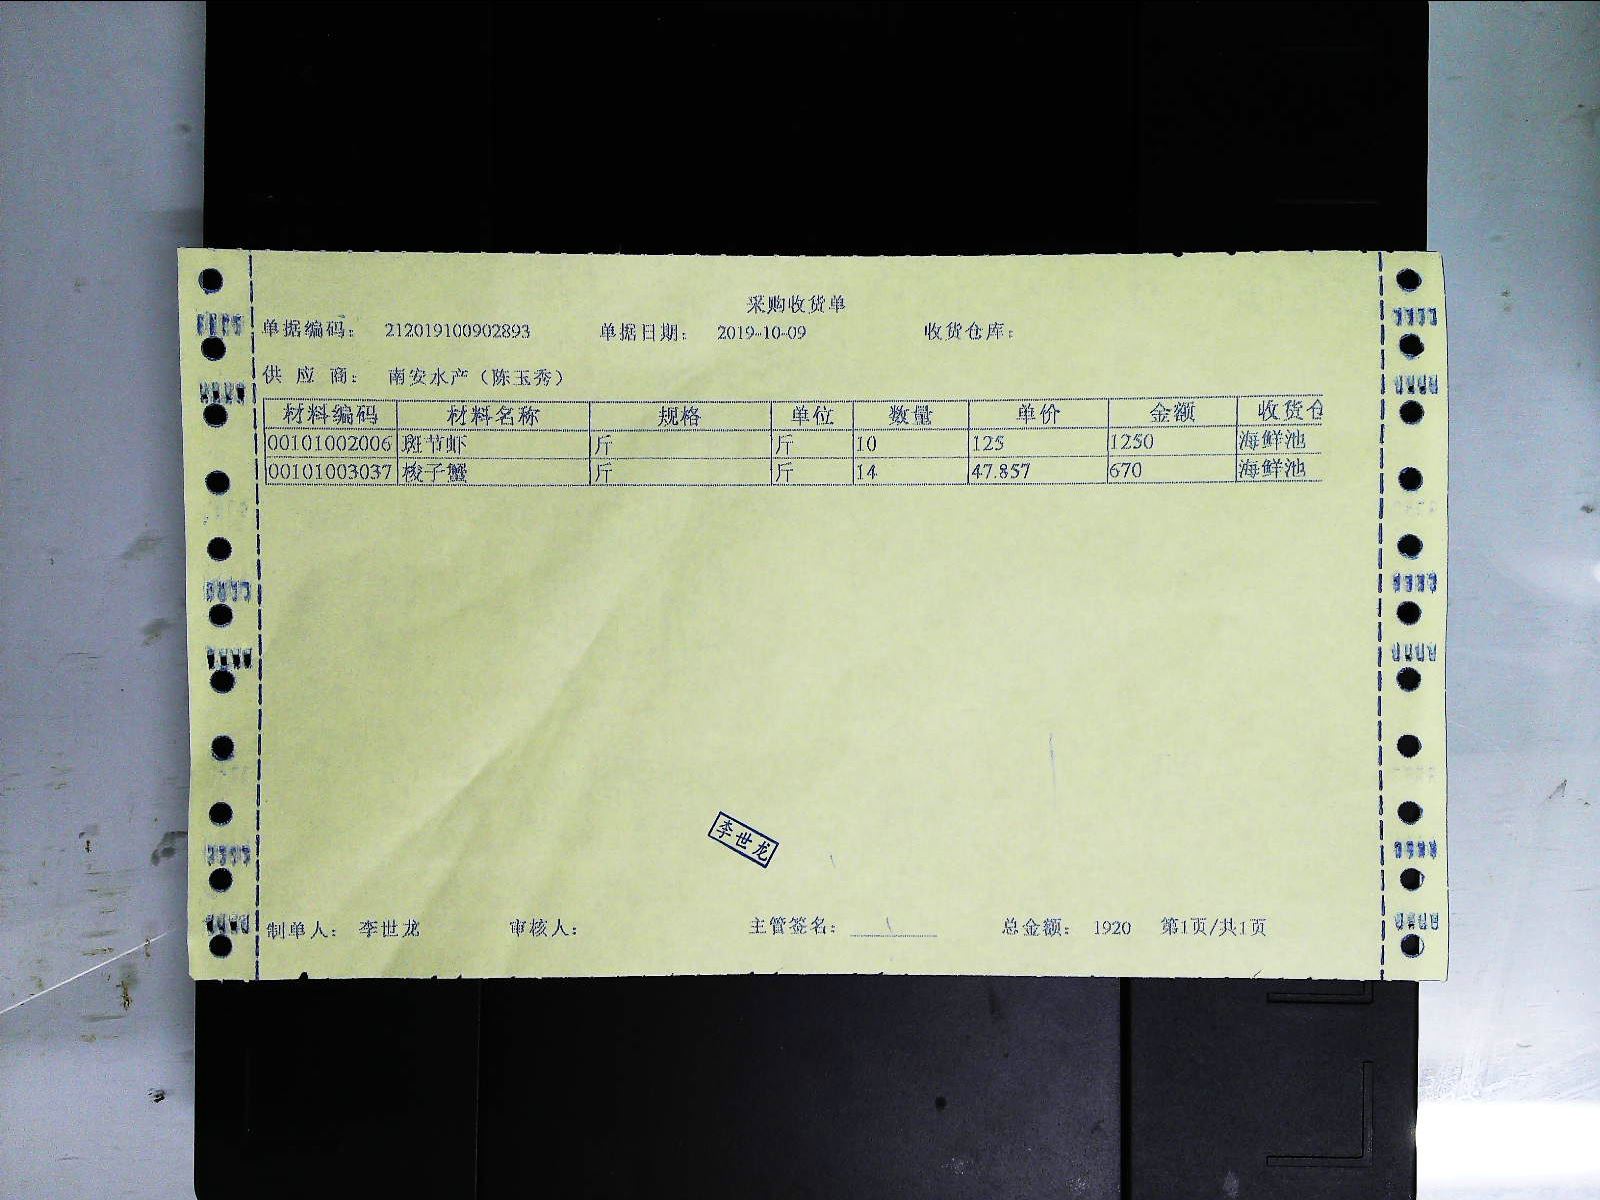 采购收货单
单据编码： 212019100902893 单据日期： 2019-10-09 收货仓库：
供 应 商： 南安水产（陈玉秀）
材料编码 材料名称 规格 单位 数量 单价 金额 收货仓
00101002006 斑节虾 斤 斤 10 125 1250 海鲜池
00101003037 梭子蟹 斤 斤 14 47.857 670 海鲜池
李世龙
制单人： 李世龙 审核人： 主管签名： 总金额： 1920 第1页/共1页